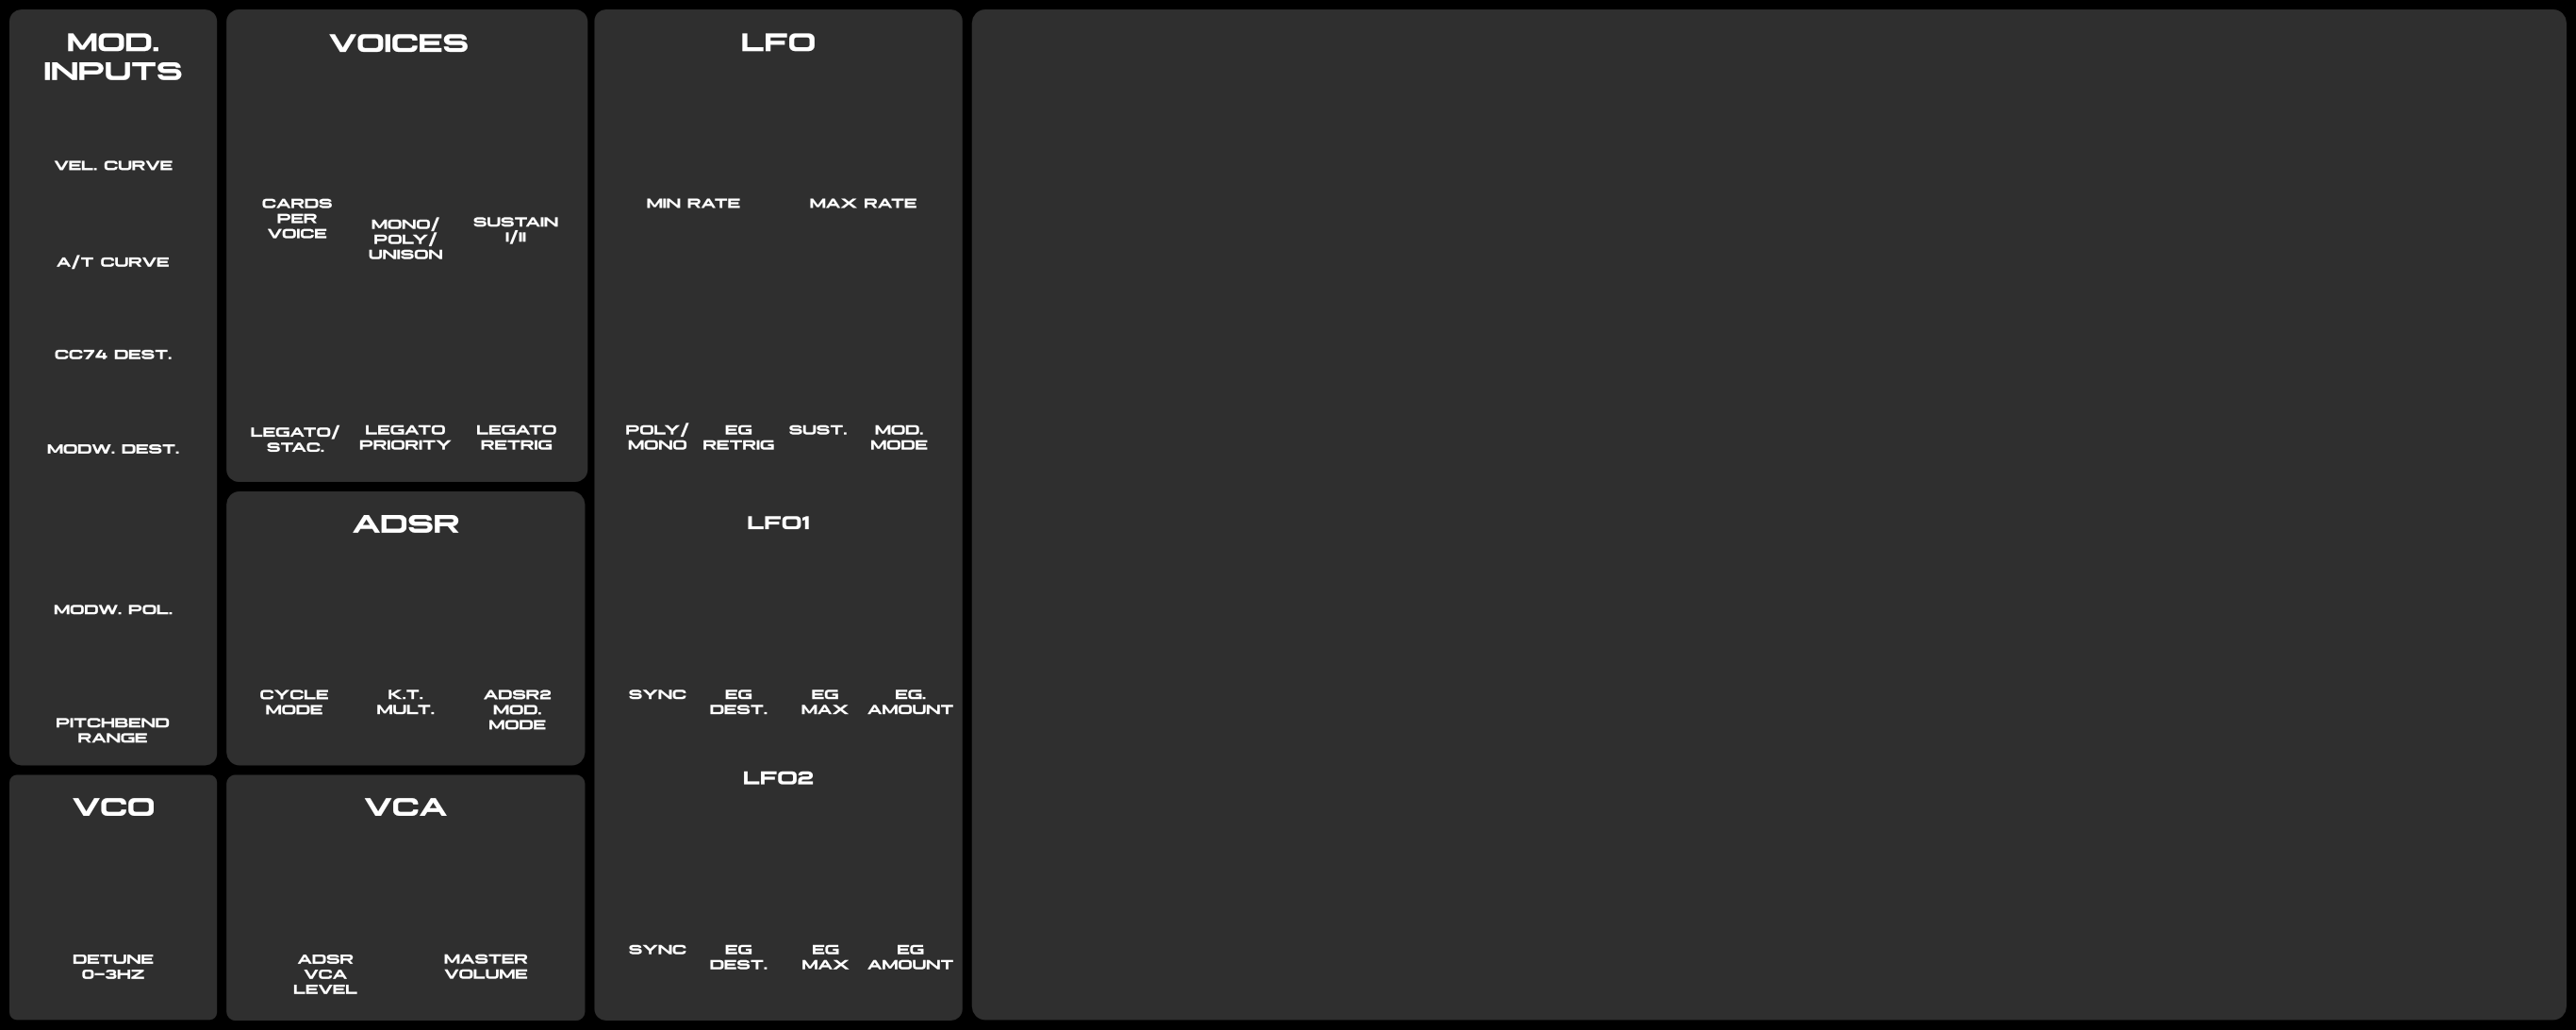 MOD.
INPUTS
VEL. CURVE
A/T CURVE
CC74 DEST.
MODW. DEST.
MODW. POL.
PITCHBEND
RANGE
VCO
DETUNE
0-3HZ
VOICES
CARDS
PER
VOICE
MONO/
POLY/
UNISON
SUSTAIN
I/II
LEGATO/
STAC.
LEGATO
PRIORITY
LEGATO
RETRIG
ADSR
CYCLE
MODE
K.T.
MULT.
ADSR2
MOD.
MODE
VCA
ADSR
VCA
LEVEL
MASTER
VOLUME
LFO
MIN RATE
MAX RATE
POLY/
MONO
EG
RETRIG
SUST.
MOD.
MODE
LFO1
SYNC
EG
DEST.
EG
MAX
EG.
AMOUNT
LFO2
SYNC
EG
DEST.
EG
MAX
EG
AMOUNT